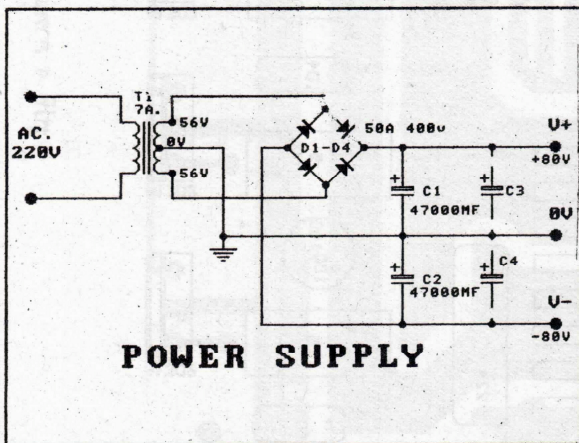 T1
7A.
56V
0V
56V
AC.
220V
D1-D4
50A 400v
V+
+80V
+
C1
47000MF
+
C3
0V
+
C2
47000MF
+
C4
V-
-80V
POWER SUPPLY